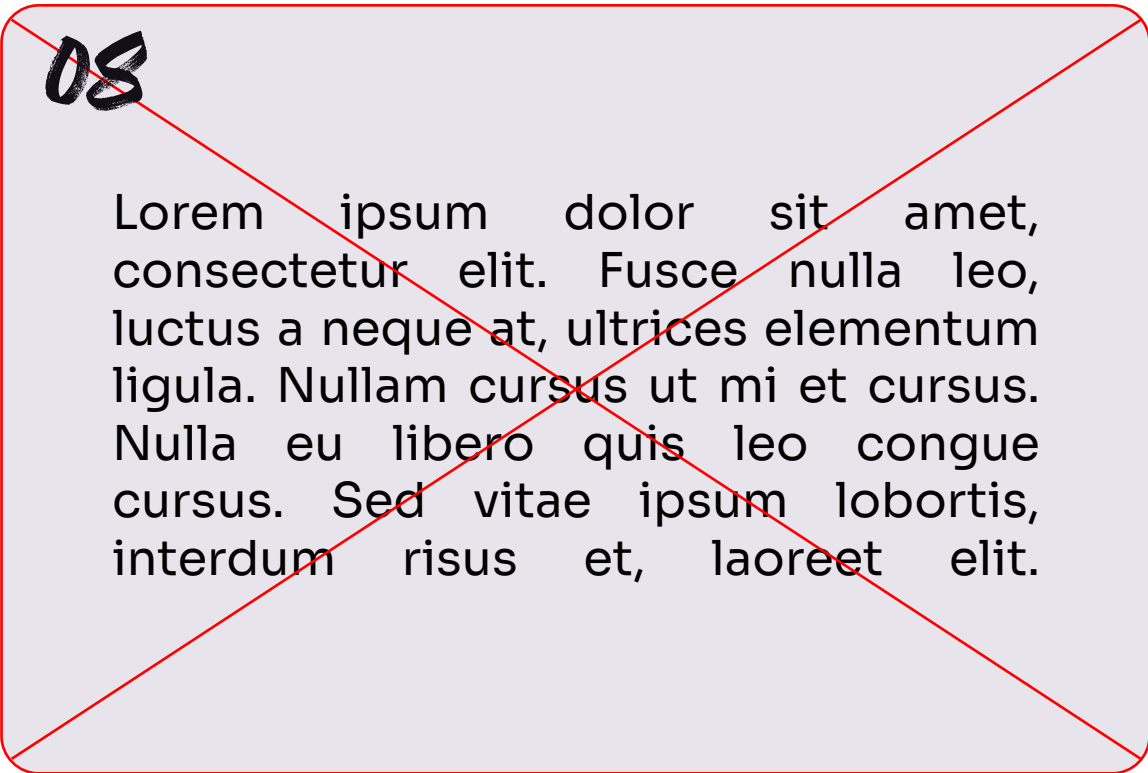 08
Lorem ipsum dolor sit amet,
consectetur elit. Fusce nulla leo,
luctus a neque at, ultrices elementum
ligula. Nullam cursus ut mi et cursus.
Nulla eu libero quis leo congue
cursus. Sed vitae ipsum lobortis,
interdum risus et, laoreet elit.